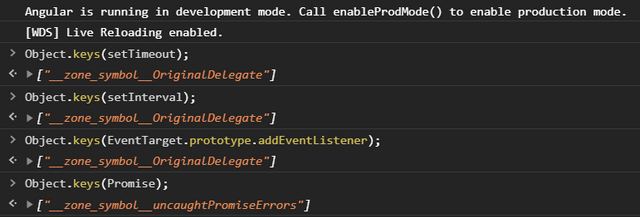 Angular is running in development mode. Call enableProdMode() to enable production mode.
[WDS] Live Reloading enabled.
> Object.keys(setTimeout);
<· ▶["__zone_symbol__OriginalDelegate"]
> Object.keys(setInterval);
<· ▶["__zone_symbol__OriginalDelegate"]
> Object.keys(EventTarget.prototype.addEventListener);
<· ▶["__zone_symbol__OriginalDelegate"]
> Object.keys(Promise);
<· ▶["__zone_symbol__uncaughtPromiseErrors"]